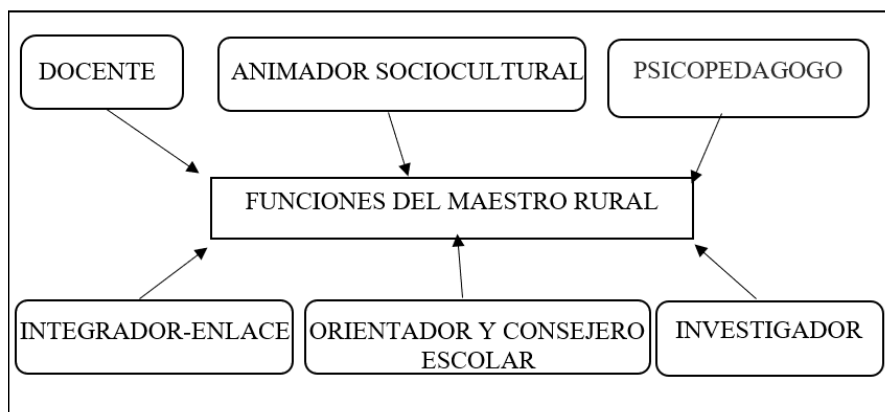 DOCENTE
ANIMADOR SOCIOCULTURAL
PSICOPEDAGOGO
FUNCIONES DEL MAESTRO RURAL
INTEGRADOR-ENLACE
ORIENTADOR Y CONSEJERO
ESCOLAR
INVESTIGADOR